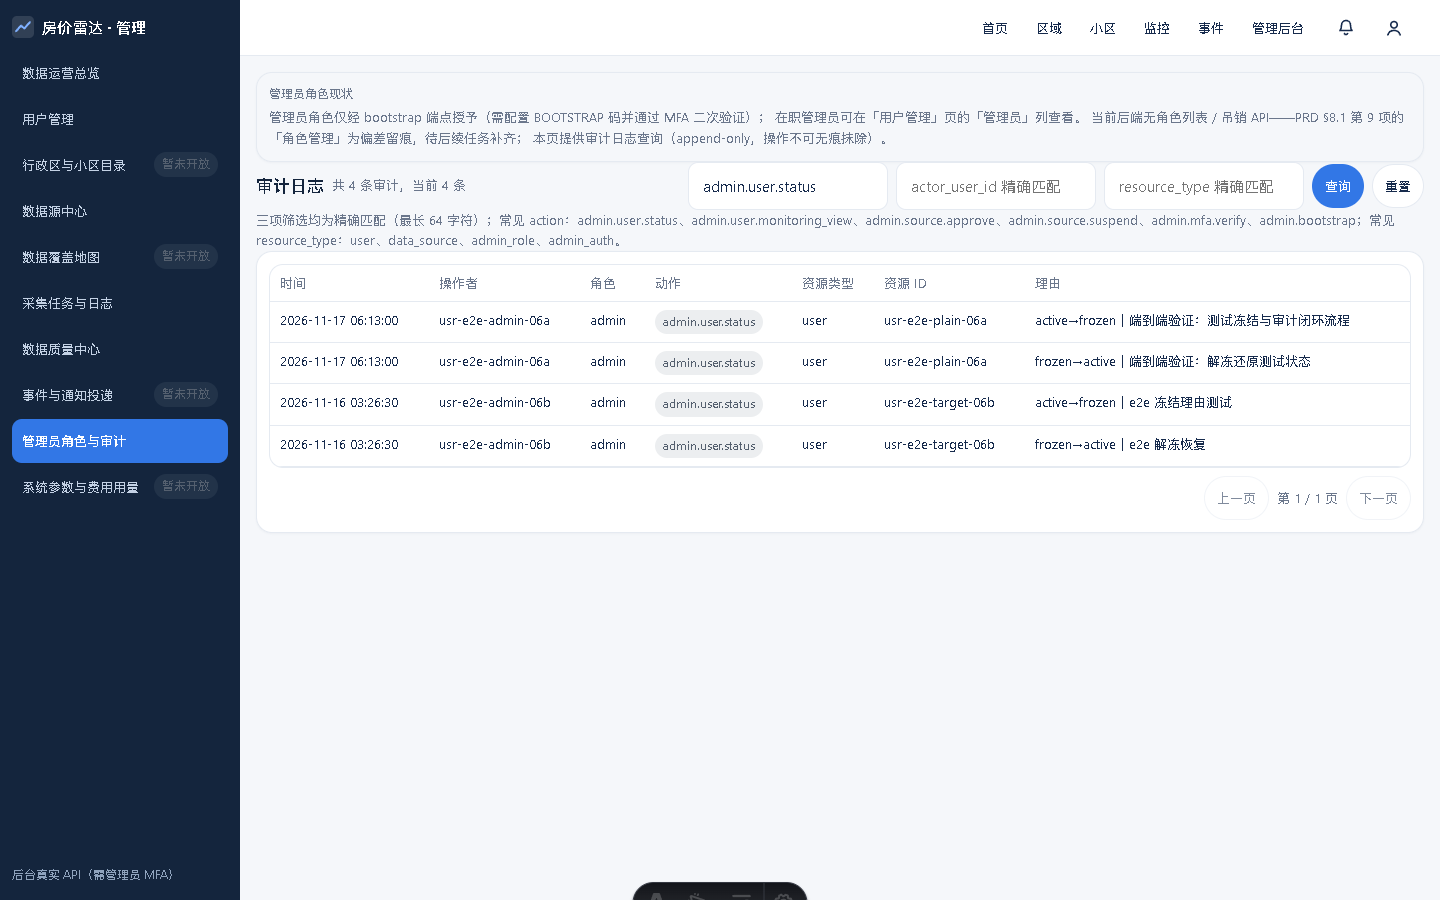 房价雷达 · 管理
数据运营总览
用户管理
行政区与小区目录 暂未开放
数据源中心
数据覆盖地图 暂未开放
采集任务与日志
数据质量中心
事件与通知投递 暂未开放
管理员角色与审计
系统参数与费用用量 暂未开放
后台真实 API（需管理员 MFA）
首页 区域 小区 监控 事件 管理后台
管理员角色现状
管理员角色仅经 bootstrap 端点授予（需配置 BOOTSTRAP 码并通过 MFA 二次验证）； 在职管理员可在「用户管理」页的「管理员」列查看。 当前后端无角色列表 / 吊销 API——PRD §8.1 第 9 项的
「角色管理」为偏差留痕，待后续任务补齐； 本页提供审计日志查询（append-only，操作不可无痕抹除）。
审计日志 共 4 条审计，当前 4 条 admin.user.status actor_user_id 精确匹配 resource_type 精确匹配 查询 重置
三项筛选均为精确匹配（最长 64 字符）；常见 action：admin.user.status、admin.user.monitoring_view、admin.source.approve、admin.source.suspend、admin.mfa.verify、admin.bootstrap；常见
resource_type：user、data_source、admin_role、admin_auth。
时间 操作者 角色 动作 资源类型 资源 ID 理由
2026-11-17 06:13:00 usr-e2e-admin-06a admin admin.user.status user usr-e2e-plain-06a active→frozen | 端到端验证：测试冻结与审计闭环流程
2026-11-17 06:13:00 usr-e2e-admin-06a admin admin.user.status user usr-e2e-plain-06a frozen→active | 端到端验证：解冻还原测试状态
2026-11-16 03:26:30 usr-e2e-admin-06b admin admin.user.status user usr-e2e-target-06b active→frozen | e2e 冻结理由测试
2026-11-16 03:26:30 usr-e2e-admin-06b admin admin.user.status user usr-e2e-target-06b frozen→active | e2e 解冻恢复
上一页 第 1 / 1 页 下一页